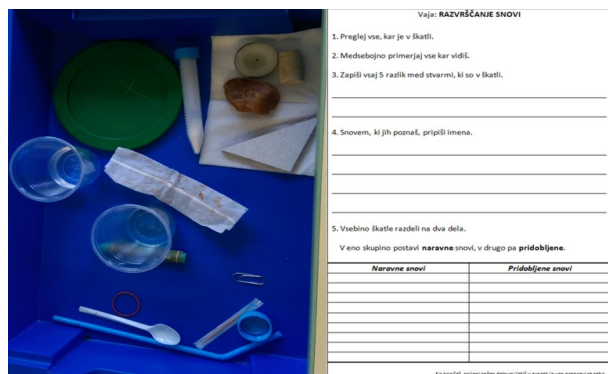 Vaja: RAZVRŠČANJE SNOVI
1. Preglej vse, kar je v škatli.
2. Medsebojno primerjaj vse kar vidiš.
3. Zapiši vsaj 5 razlik med stvarmi, ki so v škatli.
4. Snovem, ki jih poznaš, pripiši imena.
5. Vsebino škatle razdeli na dva dela.
V eno skupino postavi naravne snovi, v drugo pa pridobljene.
Naravne snovi
Pridobljene snovi